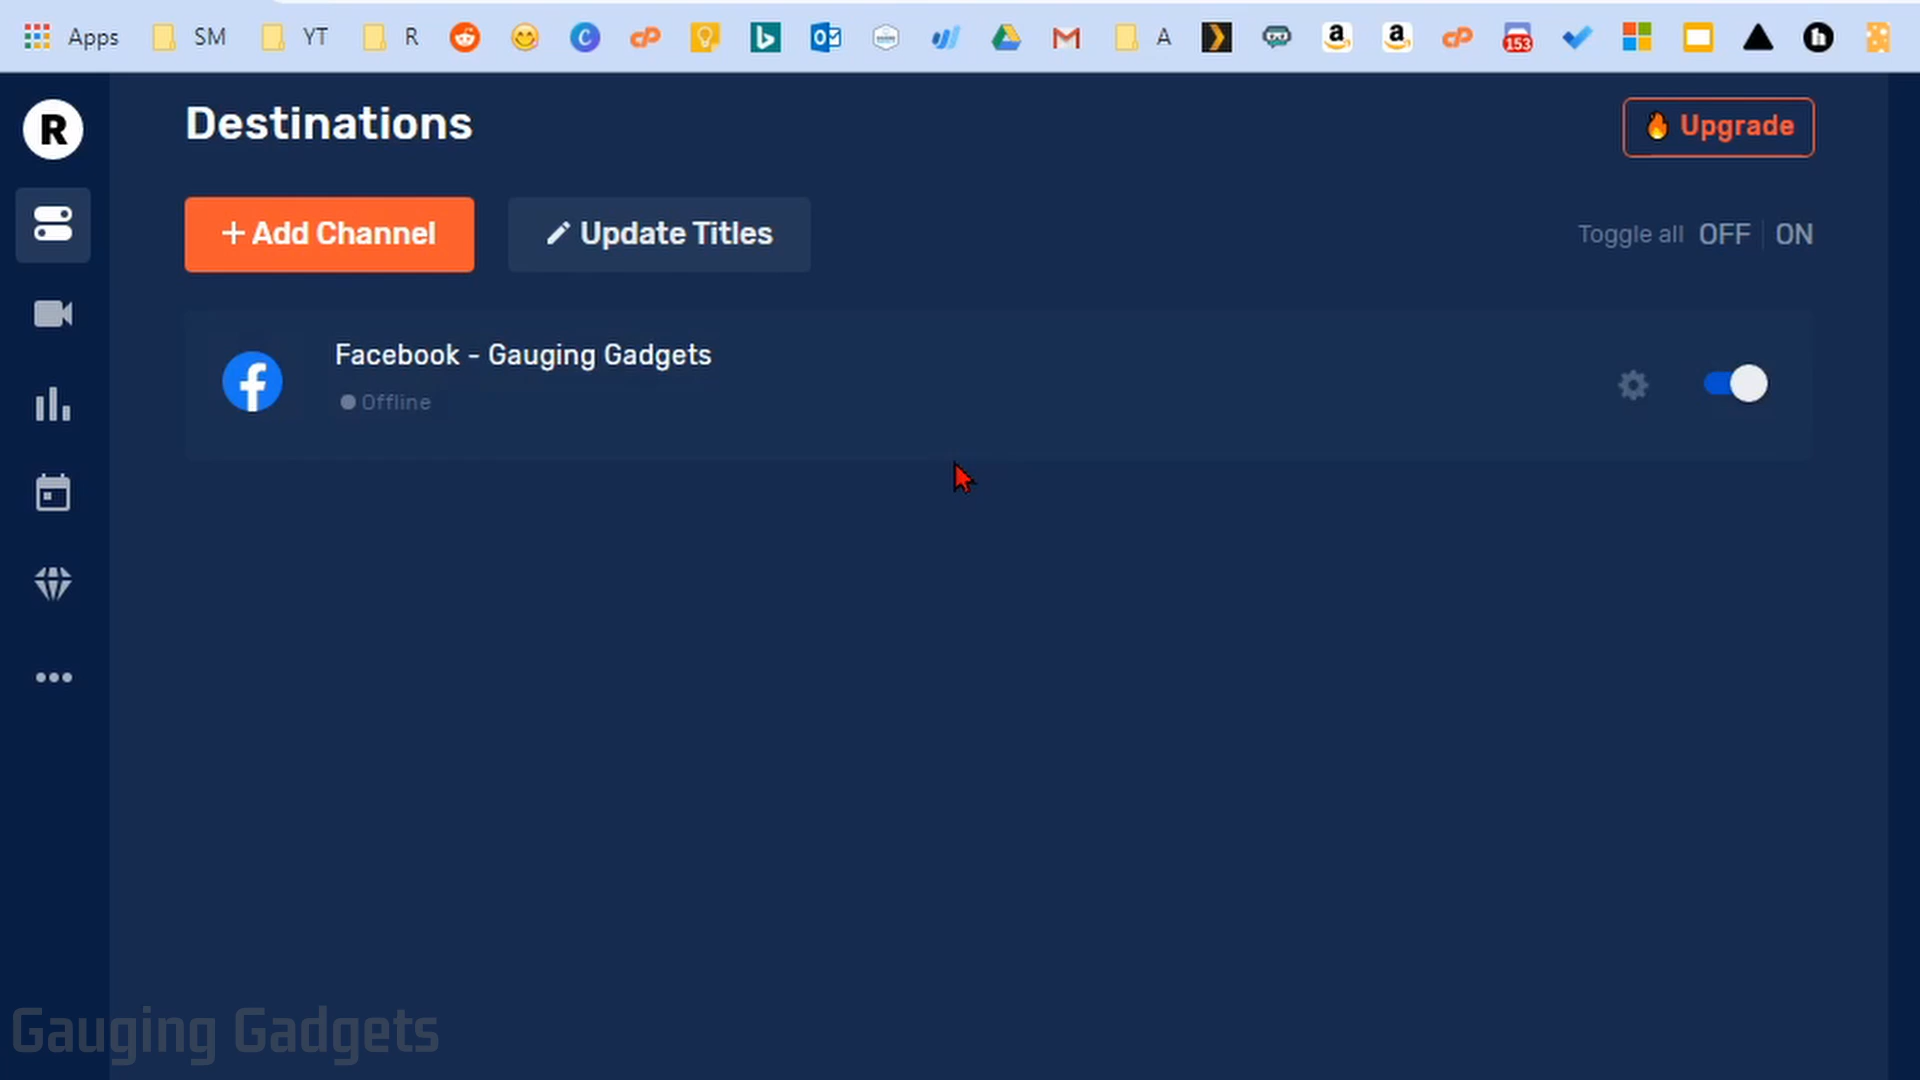 Apps SM YT R A 153
R
Destinations
Upgrade
+ Add Channel
Update Titles
Toggle all OFF | ON
Facebook - Gauging Gadgets
Offline
Gauging Gadgets